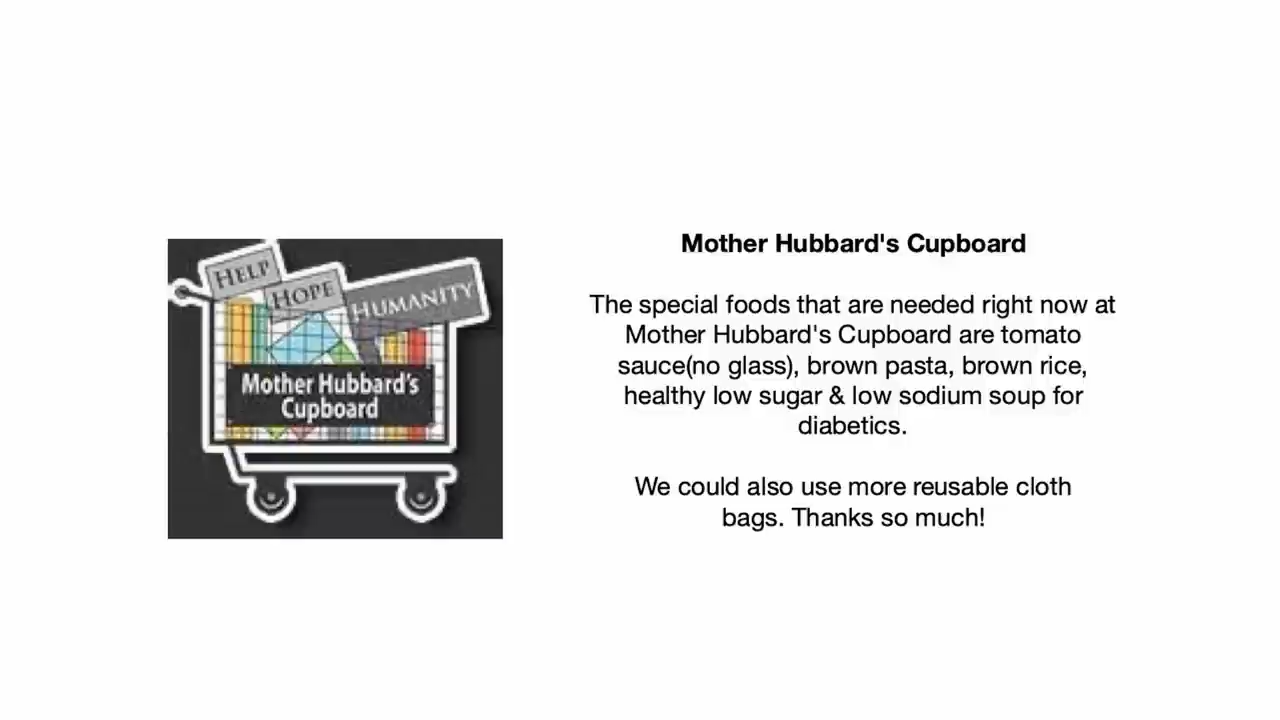 HELP
HOPE
HUMANITY
Mother Hubbard's
Cupboard
Mother Hubbard's Cupboard
The special foods that are needed right now at
Mother Hubbard's Cupboard are tomato
sauce(no glass), brown pasta, brown rice,
healthy low sugar & low sodium soup for
diabetics.
We could also use more reusable cloth
bags. Thanks so much!